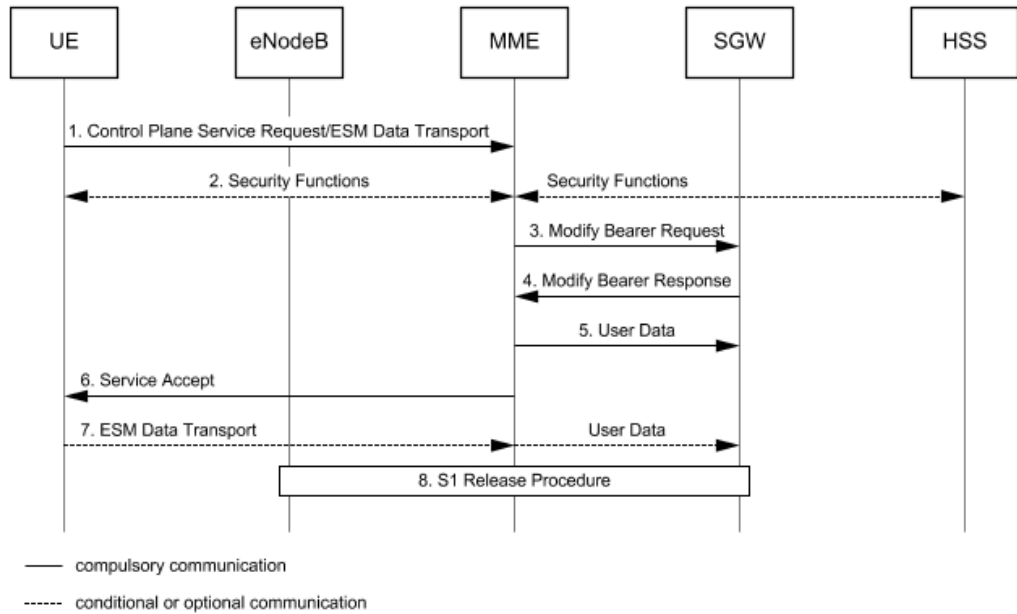 UE
eNodeB
MME
SGW
HSS
1. Control Plane Service Request/ESM Data Transport
2. Security Functions
Security Functions
3. Modify Bearer Request
4. Modify Bearer Response
5. User Data
6. Service Accept
7. ESM Data Transport
User Data
8. S1 Release Procedure
compulsory communication
conditional or optional communication